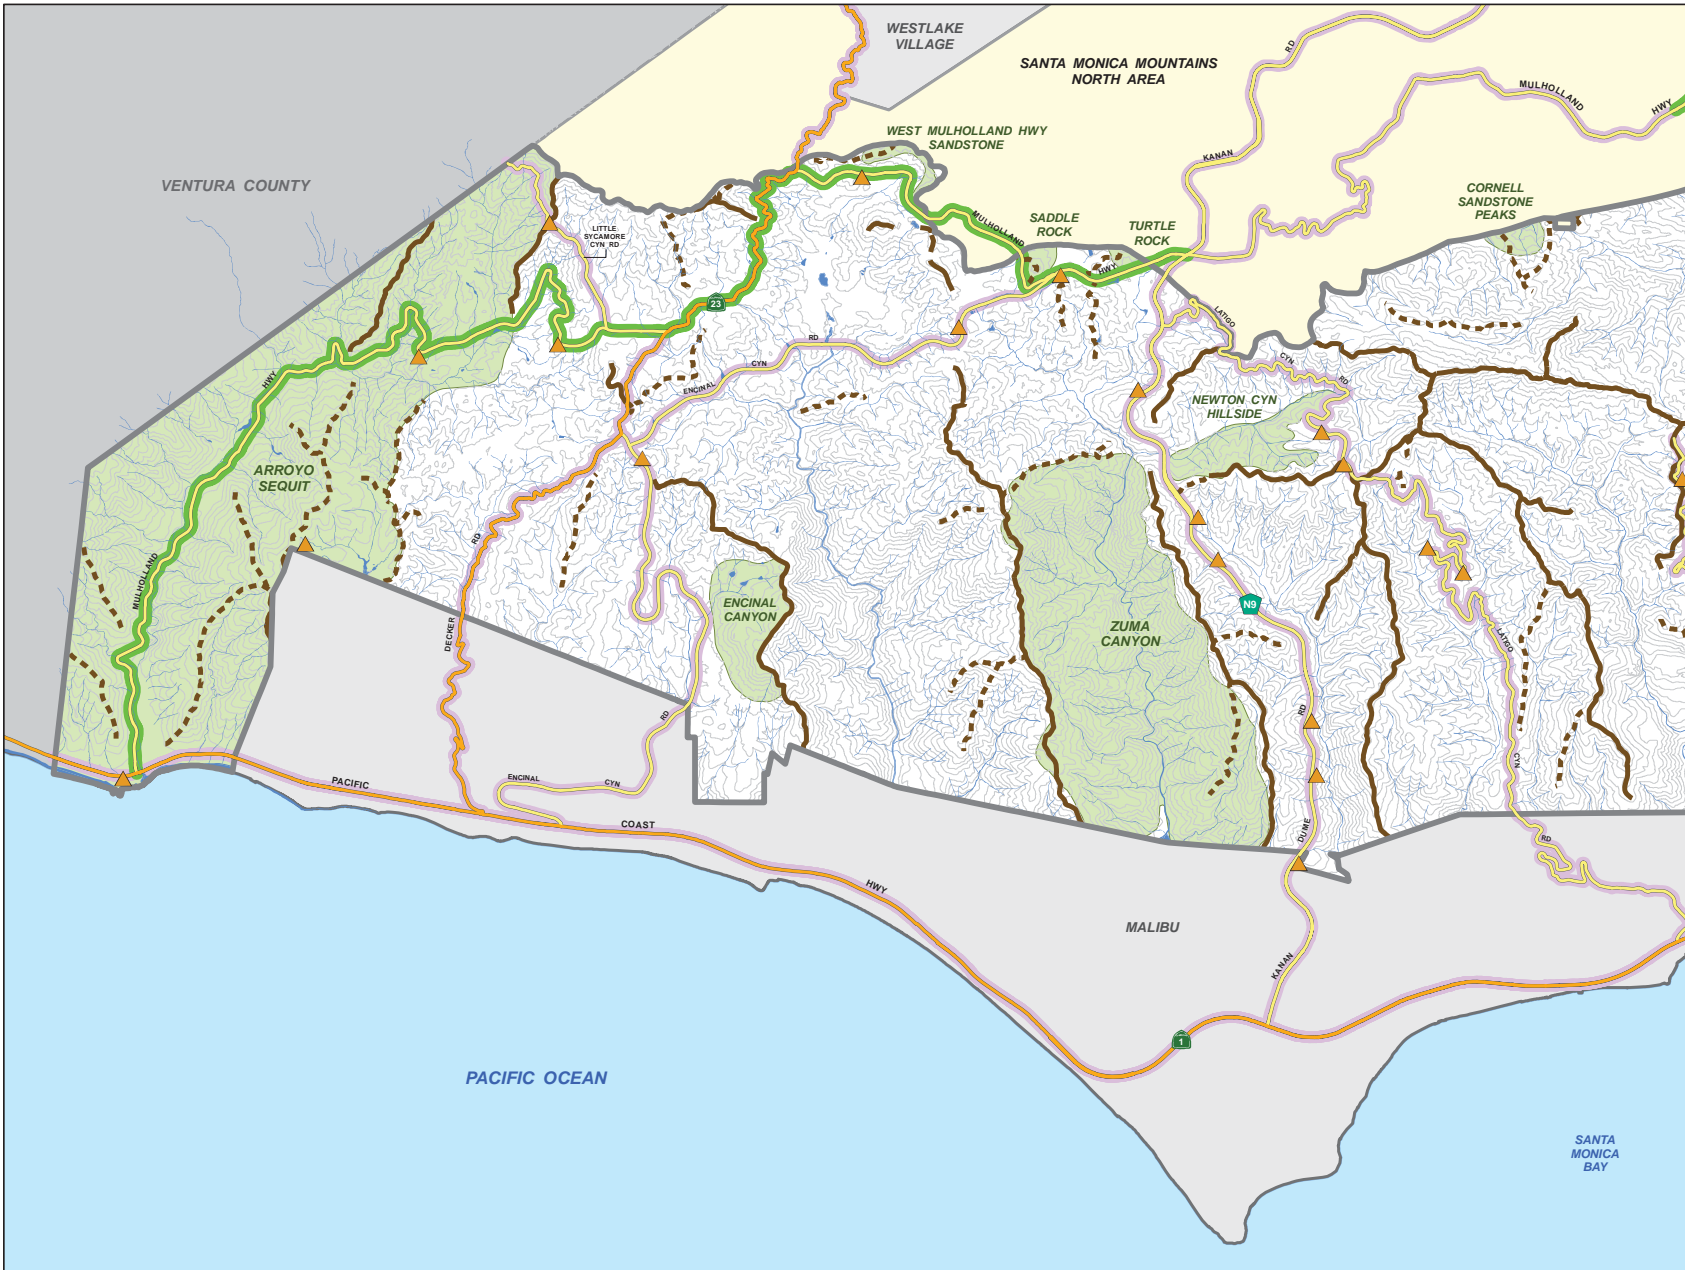 WESTLAKE
VILLAGE
SANTA MONICA MOUNTAINS
NORTH AREA
RD
MULHOLLAND
HWY
WEST MULHOLLAND HWY
SANDSTONE
KANAN
VENTURA COUNTY
CORNELL
SANDSTONE
PEAKS
LITTLE
SYCAMORE
CYN RD
MULHOLLAND
SADDLE
ROCK
TURTLE
ROCK
HWY
23
LATIGO
RD
CYN
CYN
RD
HWY
ENCINAL
NEWTON CYN
HILLSIDE
ARROYO
SEQUIT
RD
MULHOLLAND
ENCINAL
CANYON
N9
ZUMA
CANYON
DECKER
LATIGO
RD
RD
CYN
PACIFIC
ENCINAL
CYN
COAST
DUME
RD
HWY
MALIBU
KANAN
1
PACIFIC OCEAN
SANTA
MONICA
BAY